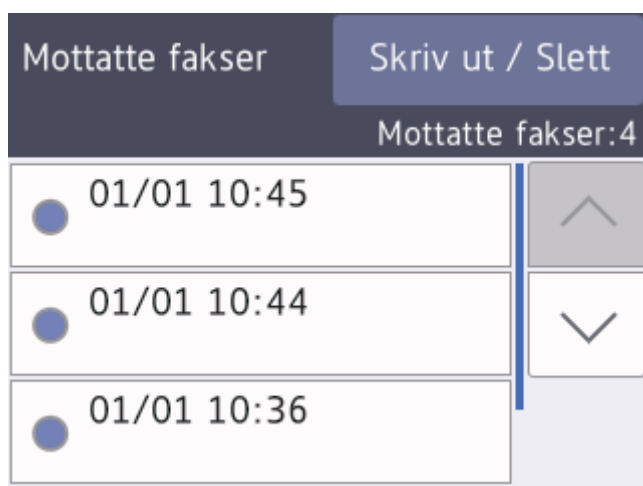 Mottatte fakser
Skriv ut / Slett
Mottatte fakser:4
01/01 10:45
01/01 10:44
01/01 10:36